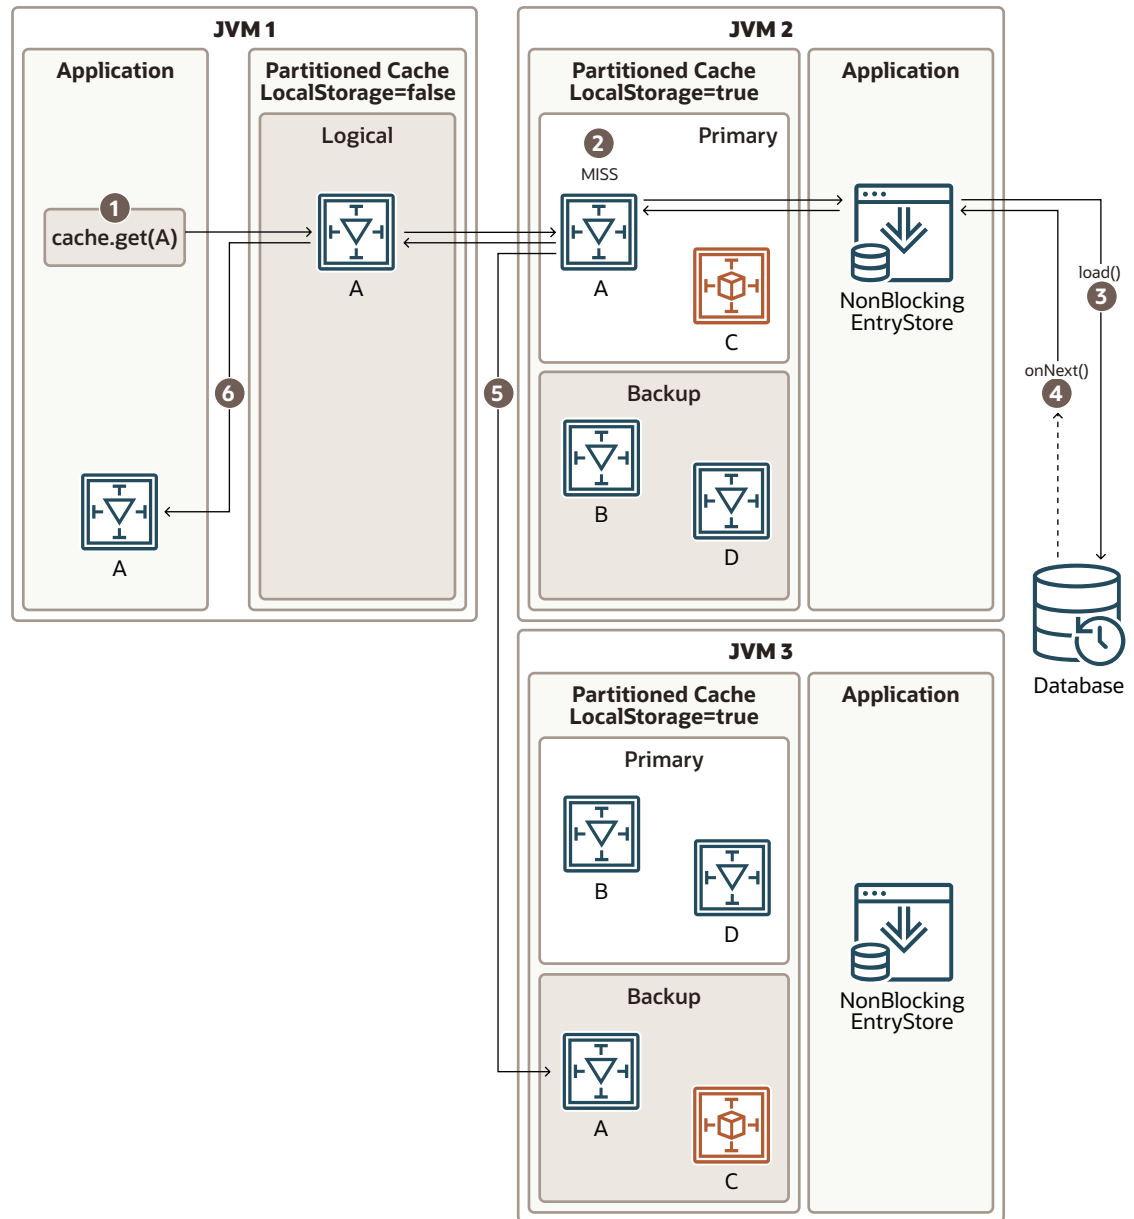 JVM 1
Application
Partitioned Cache
LocalStorage=false
Logical
1
cache.get(A)
A
6
A
JVM 2
Partitioned Cache
LocalStorage=true
Application
Primary
2
MISS
A
C
NonBlocking
EntryStore
load()
3
onNext()
4
5
Backup
B
D
Database
JVM 3
Partitioned Cache
LocalStorage=true
Application
Primary
B
D
Backup
A
C
NonBlocking
EntryStore